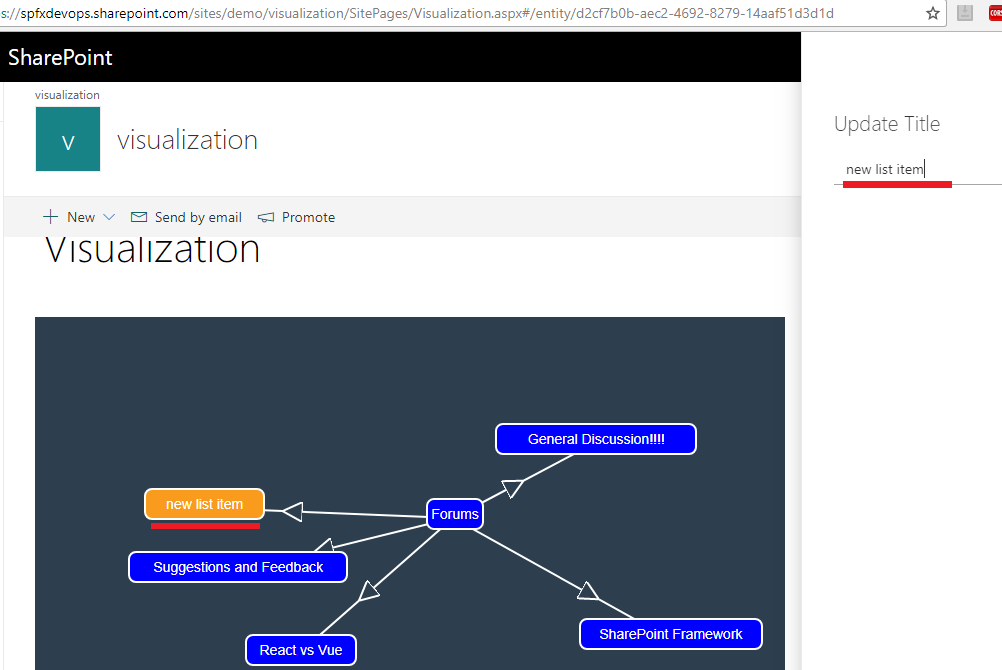 s://spfxdevops.sharepoint.com/sites/demo/visualization/SitePages/Visualization.aspx#/entity/d2cf7b0b-aec2-4692-8279-14aaf51d3d1d
SharePoint
visualization
V
visualization
Update Title
new list item
New
Send by email
Promote
Visualization
General Discussion!!!!
new list item
Forums
Suggestions and Feedback
SharePoint Framework
React vs Vue